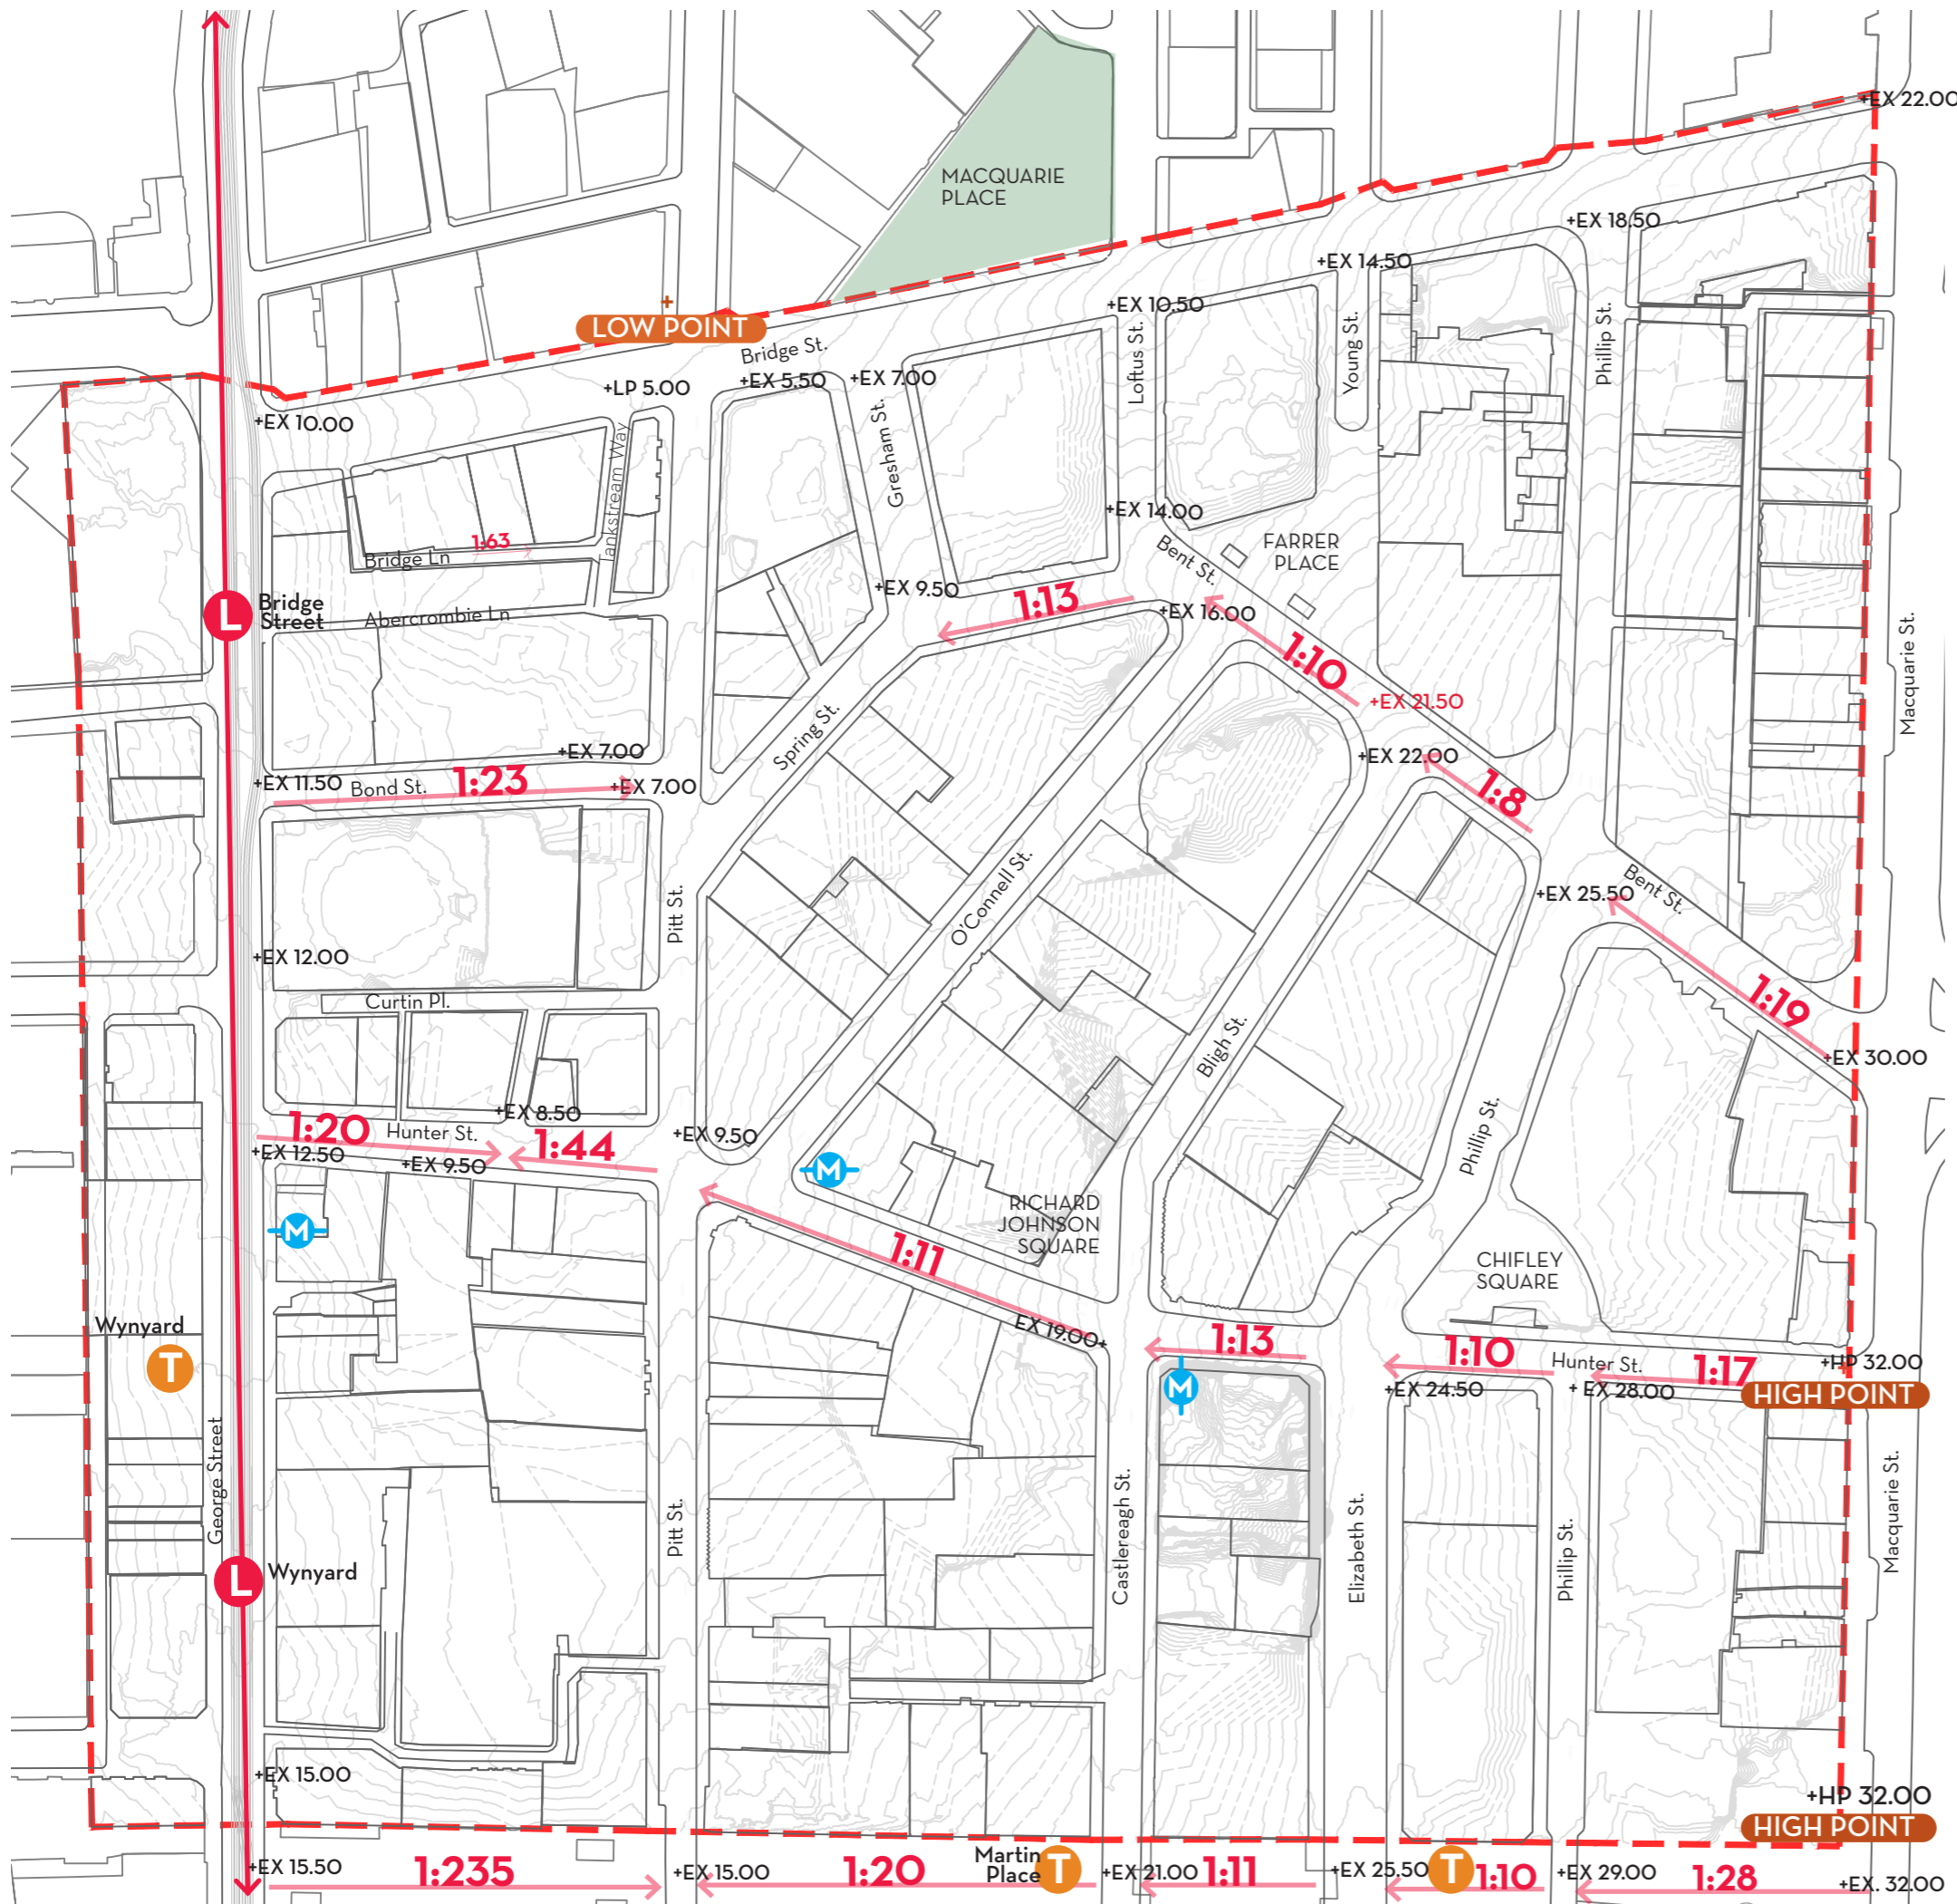 +EX 22.00
MACQUARIE
PLACE
+EX 18.50
+EX 14.50
+EX 10.50
LOW POINT
Bridge St.
+LP 5.00
+EX 5.50
+EX 7.00
+EX 10.00
Gresham St.
Loftus St.
Young St.
Phillip St.
Tankstream Way
1:63
Bridge Ln
+EX 14.00
Bent St.
FARRER
PLACE
L
Bridge
Street
Abercrombie Ln
+EX 9.50
1:13
+EX 16.00
1:10
+EX 21.50
Macquarie St.
Spring St.
+EX 7.00
+EX 22.00
+EX 11.50
Bond St.
1:23
+EX 7.00
1:8
Pitt St.
O'Connell St.
+EX 25.50
Bent St.
+EX 12.00
Curtin Pl.
1:19
Bligh St.
+EX 30.00
+EX 8.50
1:20
Hunter St.
1:44
+EX 9.50
+EX 12.50
+EX 9.50
M
Phillip St.
M
RICHARD
JOHNSON
SQUARE
1:11
CHIFLEY
SQUARE
Wynyard
T
EX 19.00+
1:13
1:10
Hunter St.
1:17
+HP 32.00
M
+EX 24.50
+ EX 28.00
HIGH POINT
George Street
Pitt St.
Castlereagh St.
Elizabeth St.
Phillip St.
Macquarie St.
L
Wynyard
+EX 15.00
+HP 32.00
HIGH POINT
+EX 15.50
1:235
+EX 15.00
1:20
Martin
Place
T
+EX 21.00
1:11
+EX 25.50
T
1:10
+EX 29.00
1:28
+EX. 32.00